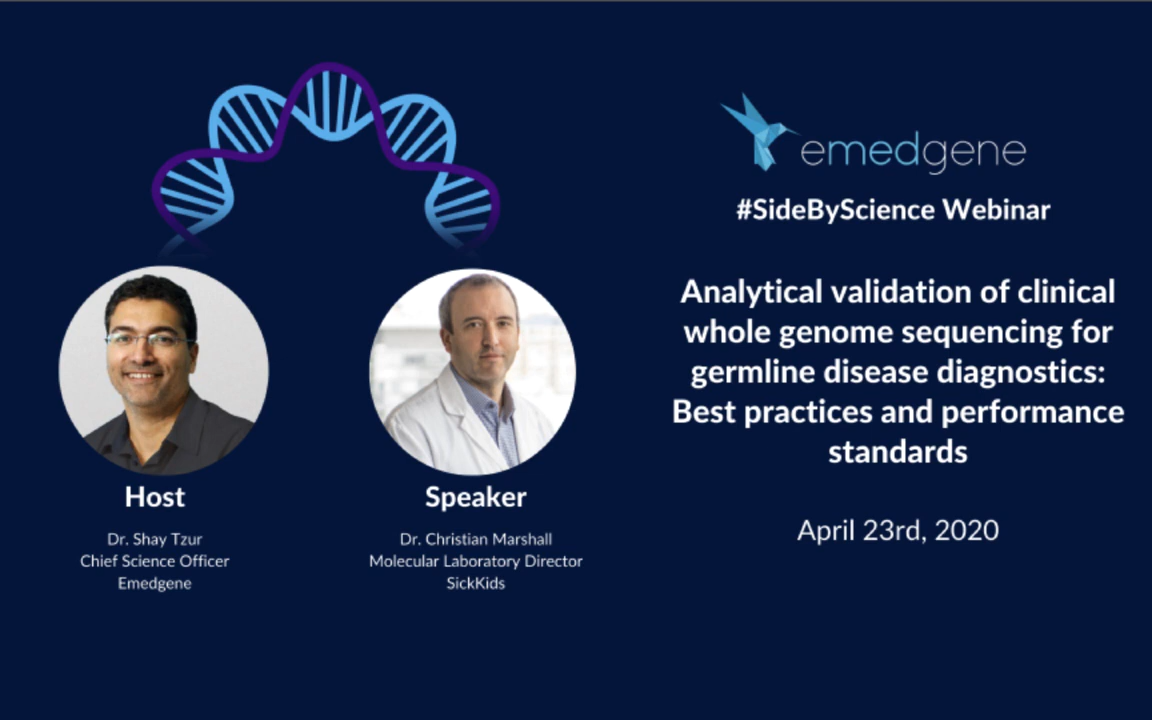 emedgene
#SideByScience Webinar
Analytical validation of clinical
whole genome sequencing for
germline disease diagnostics:
Best practices and performance
standards
April 23rd, 2020
Host
Dr. Shay Tzur
Chief Science Officer
Emedgene
Speaker
Dr. Christian Marshall
Molecular Laboratory Director
SickKids